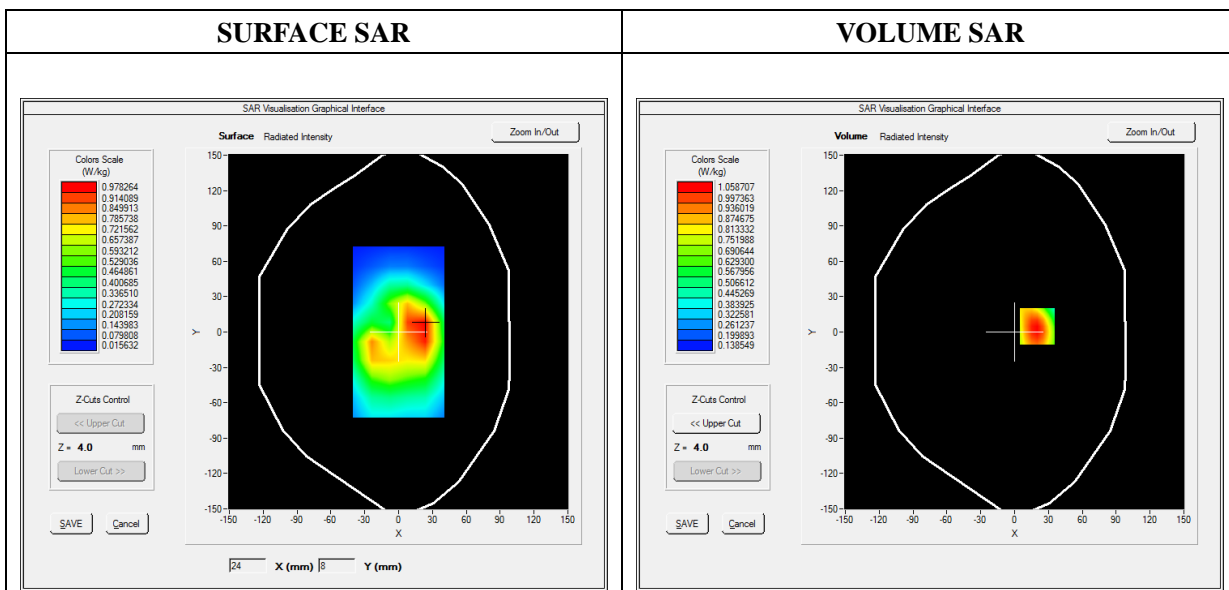 SURFACE SAR
VOLUME SAR
SAR Visualisation Graphical Interface
Surface Radiated Intensity
Zoom In/Out
Colors Scale
(W/kg)
0.978264
0.914089
0.849913
0.785738
0.721562
0.657387
0.593212
0.529036
0.464861
0.400685
0.336510
0.272334
0.208159
0.143983
0.079808
0.015632
Z-Cuts Control
<< Upper Cut
Z = 4.0 mm
Lower Cut >>
SAVE Cancel
150
120
90
60
30
0
-30
-60
-90
-120
-150
Y
-150 -120 -90 -60 -30 0 30 60 90 120 150
X
24 X (mm) 8 Y (mm)
SAR Visualisation Graphical Interface
Volume Radiated Intensity
Zoom In/Out
Colors Scale
(W/kg)
1.058707
0.997363
0.936019
0.874675
0.813332
0.751988
0.690644
0.629300
0.567956
0.506612
0.445269
0.383925
0.322581
0.261237
0.199893
0.138549
Z-Cuts Control
<< Upper Cut
Z = 4.0 mm
Lower Cut >>
SAVE Cancel
150
120
90
60
30
0
-30
-60
-90
-120
-150
Y
-150 -120 -90 -60 -30 0 30 60 90 120 150
X